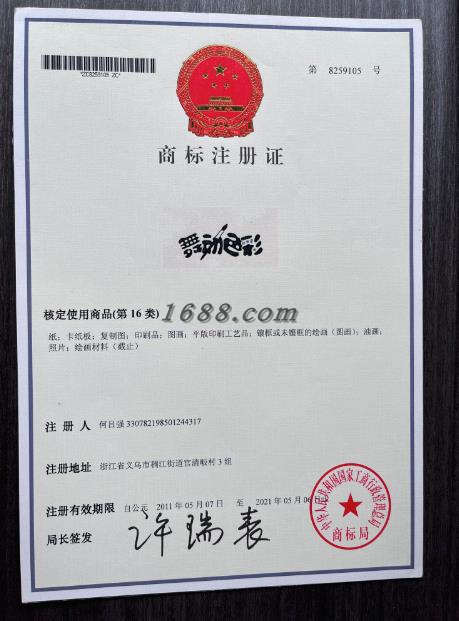 *ZC8259105 ZC*
第 8259105 号
商标注册证
舞动色彩
核定使用商品(第 16 类)
1688.com
纸；卡纸板；复制图；印刷品；图画；平版印刷工艺品；镶框或未镶框的绘画（图画）；油画；
照片；绘画材料（截止）
注册人 何吕强 330782198501244317
注册地址 浙江省义乌市稠江街道官清畈村 3 组
注册有效期限 自公元 2011 年 05 月 07 日 至 2021 年 05 月 06 日
局长签发 许瑞表
中华人民共和国国家工商行政管理总局
商标局